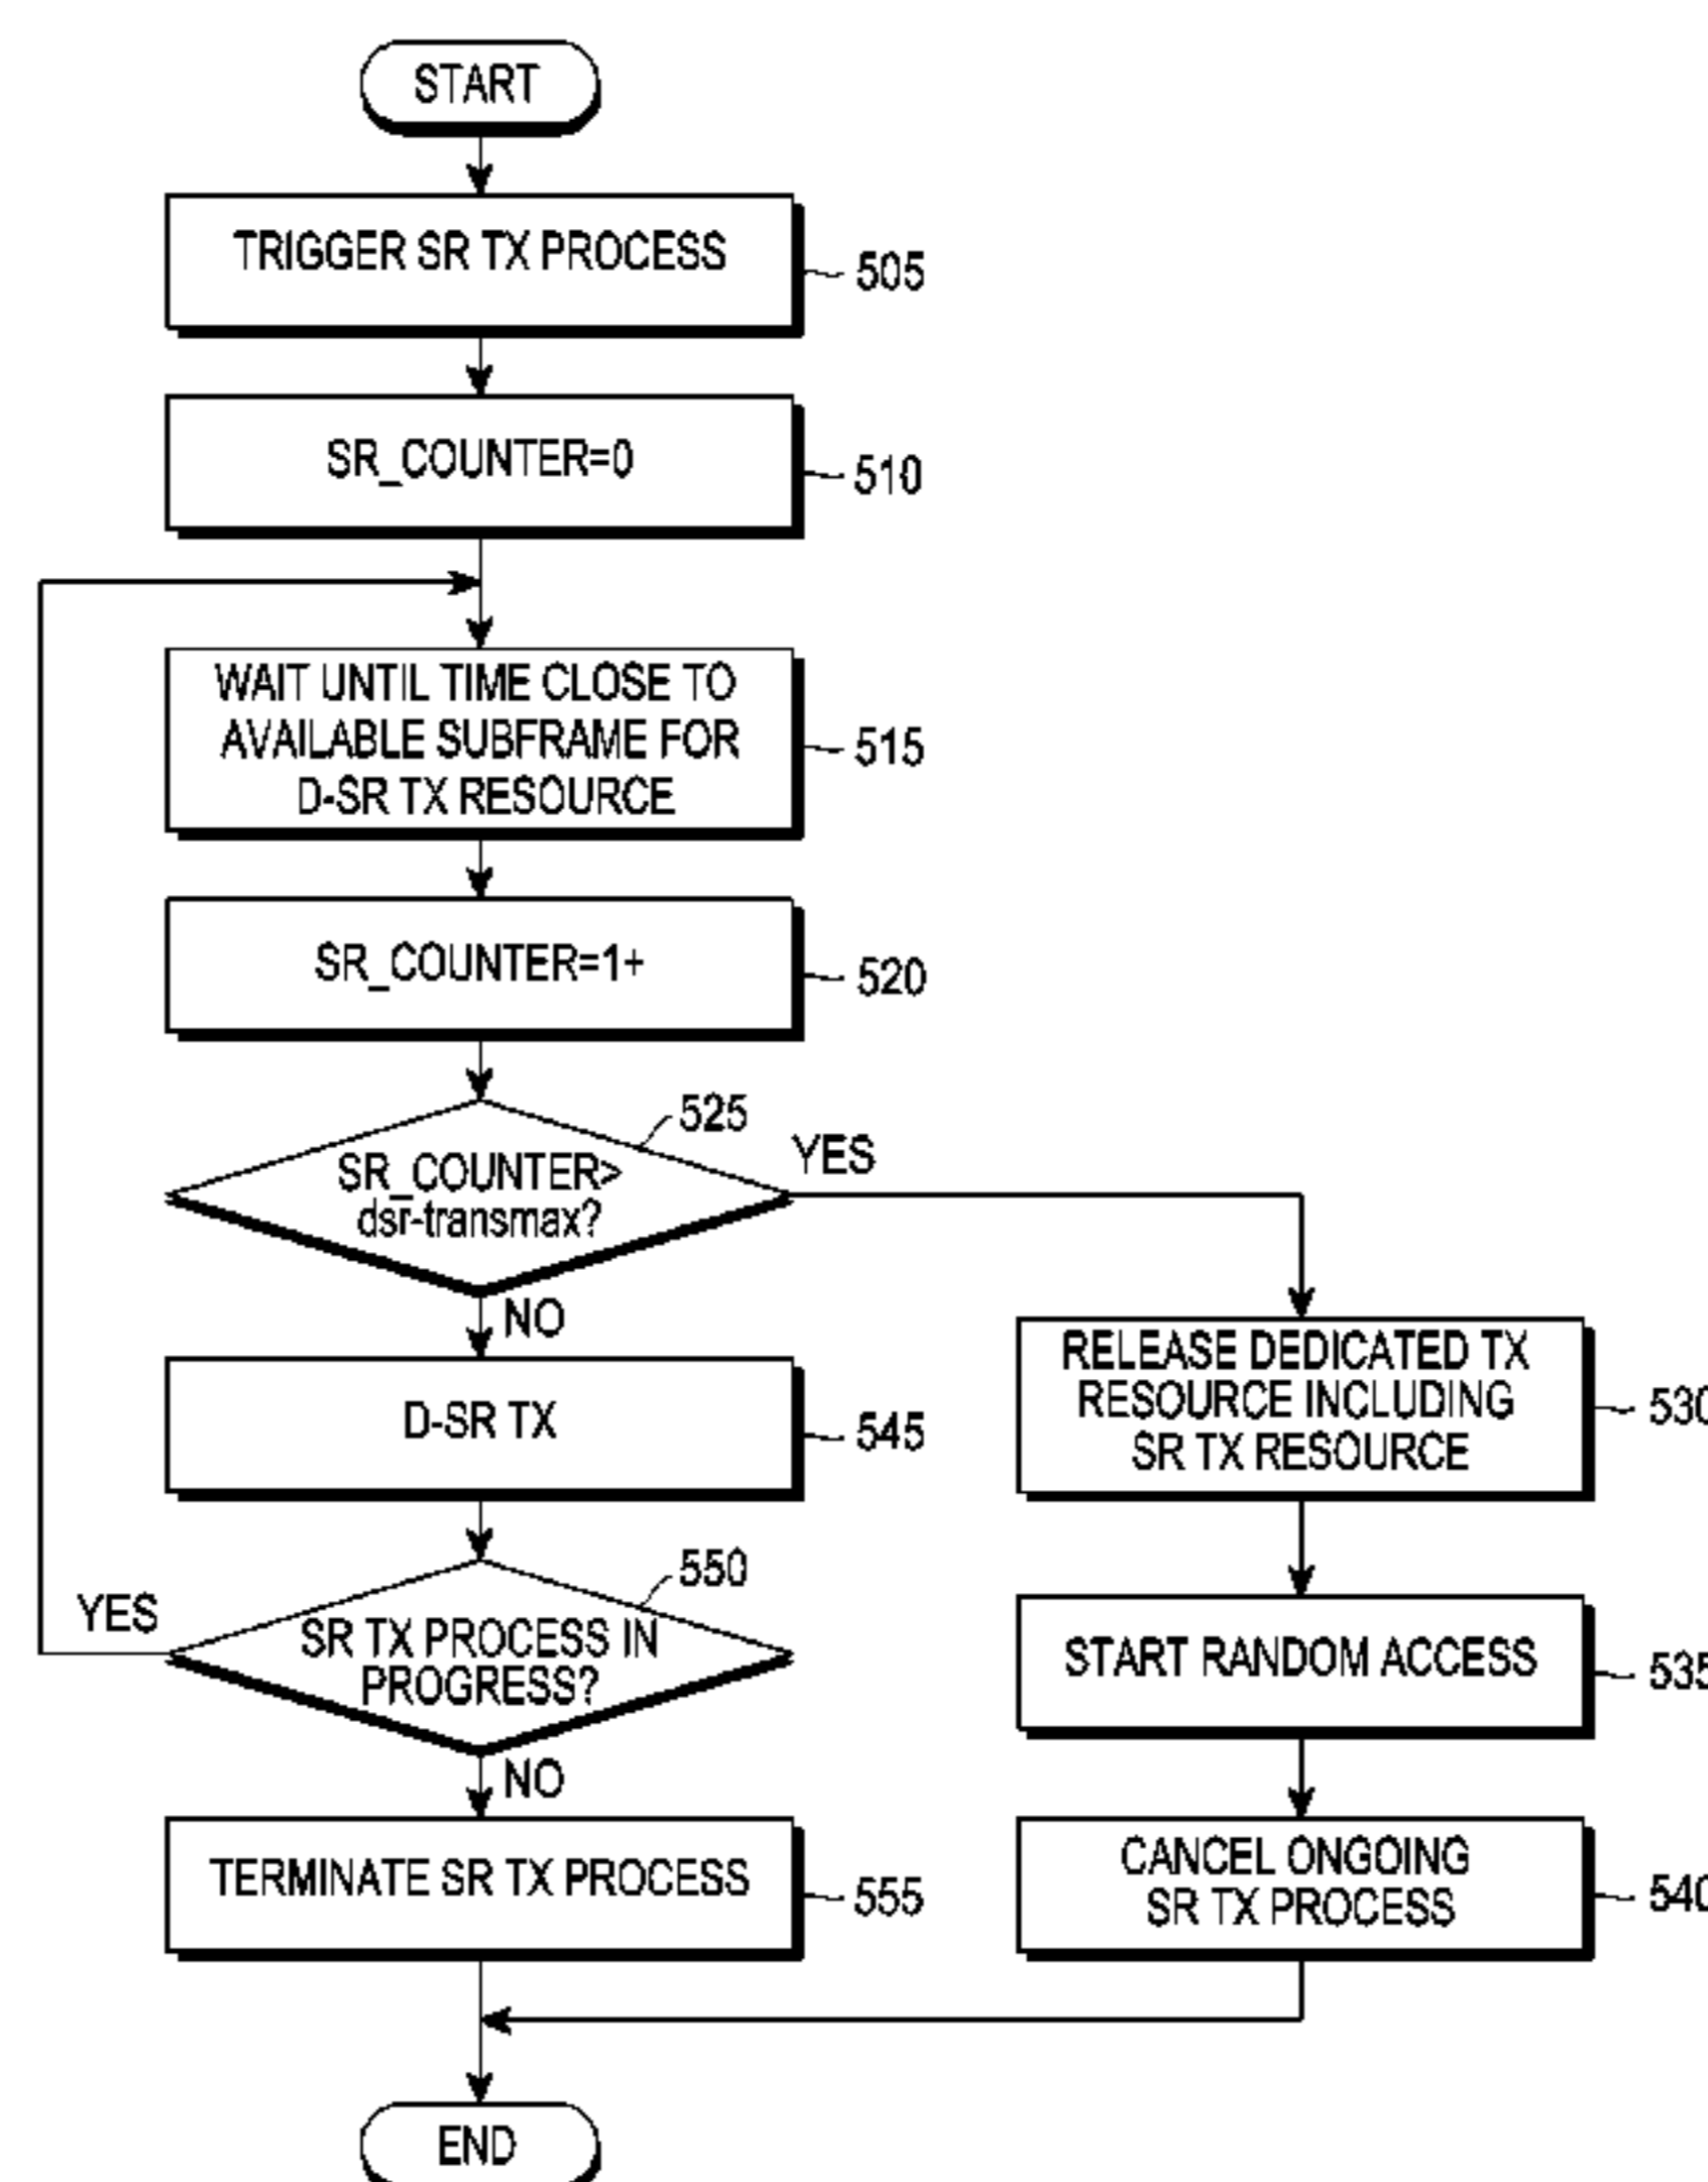 START
TRIGGER SR TX PROCESS
505
SR_COUNTER=0
510
WAIT UNTIL TIME CLOSE TO
AVAILABLE SUBFRAME FOR
D-SR TX RESOURCE
515
SR_COUNTER=1+
520
525
SR_COUNTER>
dsr-transmax?
YES
NO
RELEASE DEDICATED TX
RESOURCE INCLUDING
SR TX RESOURCE
530
D-SR TX
545
550
SR TX PROCESS IN
PROGRESS?
YES
NO
START RANDOM ACCESS
535
TERMINATE SR TX PROCESS
555
CANCEL ONGOING
SR TX PROCESS
540
END